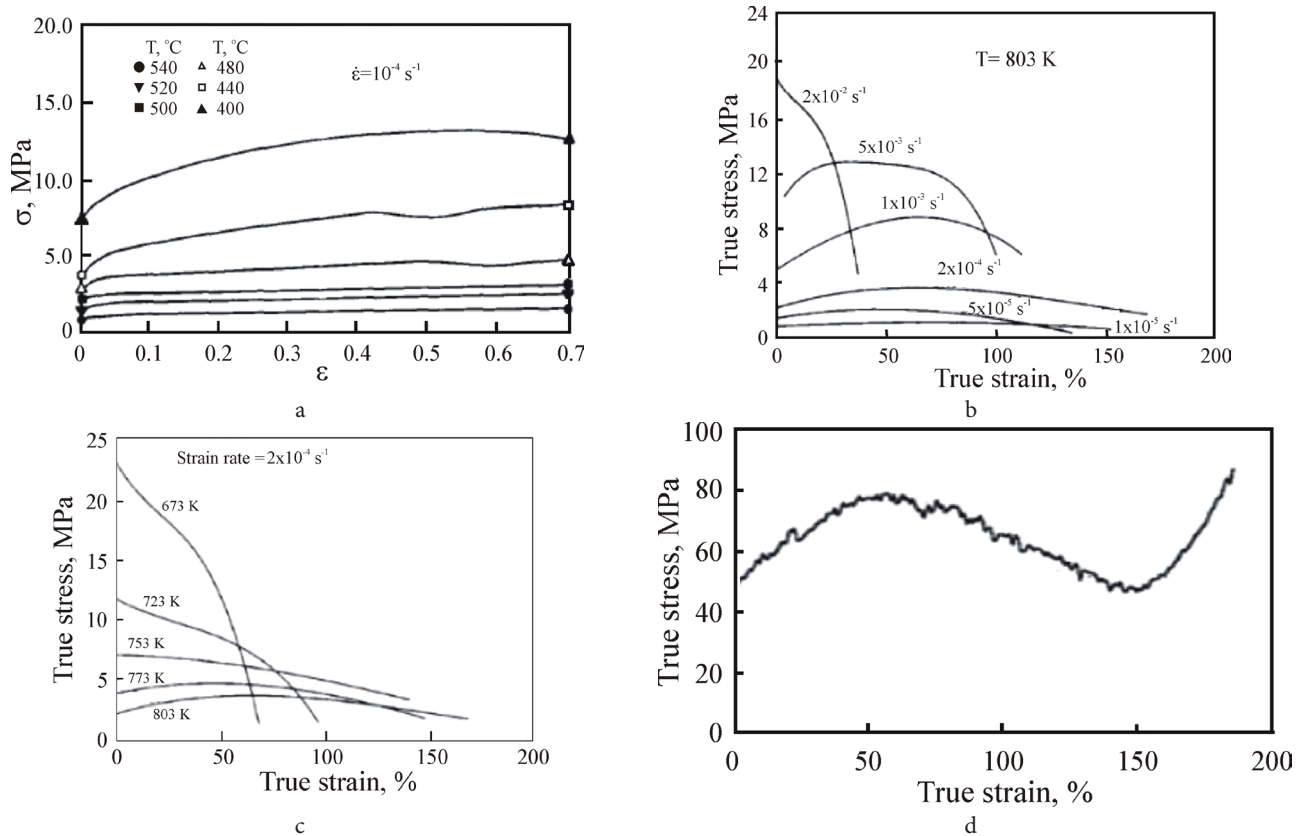 20.0
15.0
10.0
5.0
0
σ, MPa
T, °C T, °C
540 480
520 440
500 400
ε̇=10⁻⁴ s⁻¹
0 0.1 0.2 0.3 0.4 0.5 0.6 0.7
ε
a
24
20
16
12
8
4
0
True stress, MPa
T= 803 K
2x10⁻² s⁻¹
5x10⁻³ s⁻¹
1x10⁻³ s⁻¹
2x10⁻⁴ s⁻¹
5x10⁻⁵ s⁻¹
1x10⁻⁵ s⁻¹
50 100 150 200
True strain, %
b
25
20
15
10
5
0
True stress, MPa
Strain rate =2x10⁻⁴ s⁻¹
673 K
723 K
753 K
773 K
803 K
0 50 100 150 200
True strain, %
c
100
80
60
40
20
0
True stress, MPa
0 50 100 150 200
True strain, %
d